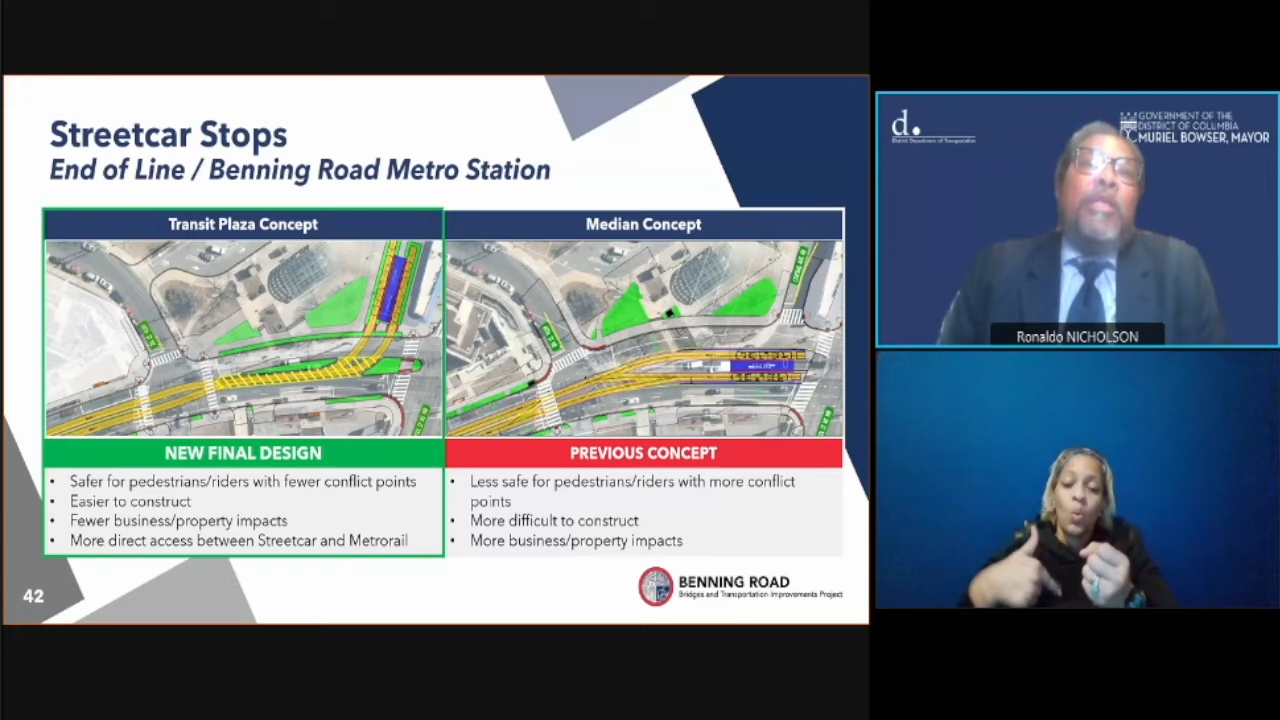 Streetcar Stops
End of Line / Benning Road Metro Station
Transit Plaza Concept
Median Concept
NEW FINAL DESIGN
PREVIOUS CONCEPT
• Safer for pedestrians/riders with fewer conflict points
• Easier to construct
• Fewer business/property impacts
• More direct access between Streetcar and Metrorail
• Less safe for pedestrians/riders with more conflict
points
• More difficult to construct
• More business/property impacts
42
BENNING ROAD
Bridges and Transportation Improvements Project
d.
District Department of Transportation
GOVERNMENT OF THE
DISTRICT OF COLUMBIA
DC MURIEL BOWSER, MAYOR
Ronaldo NICHOLSON